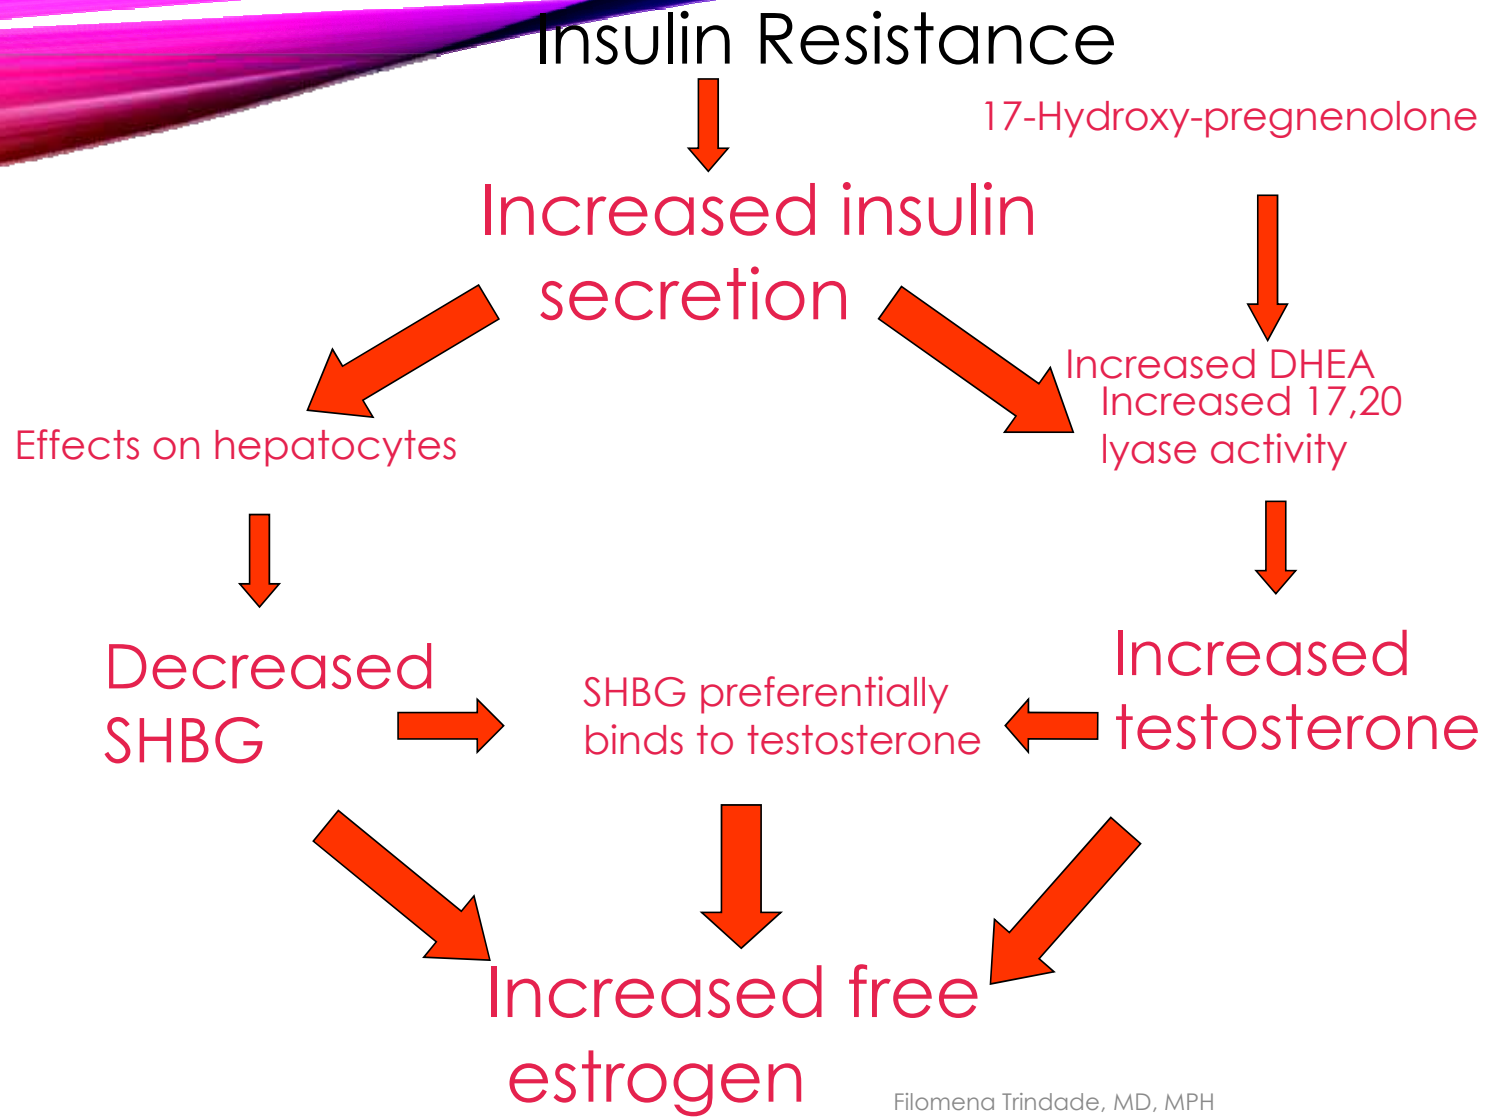 Insulin Resistance
17-Hydroxy-pregnenolone
Increased insulin
secretion
Increased DHEA
Increased 17,20
lyase activity
Effects on hepatocytes
Decreased
SHBG
SHBG preferentially
binds to testosterone
Increased
testosterone
Increased free
estrogen
Filomena Trindade, MD, MPH